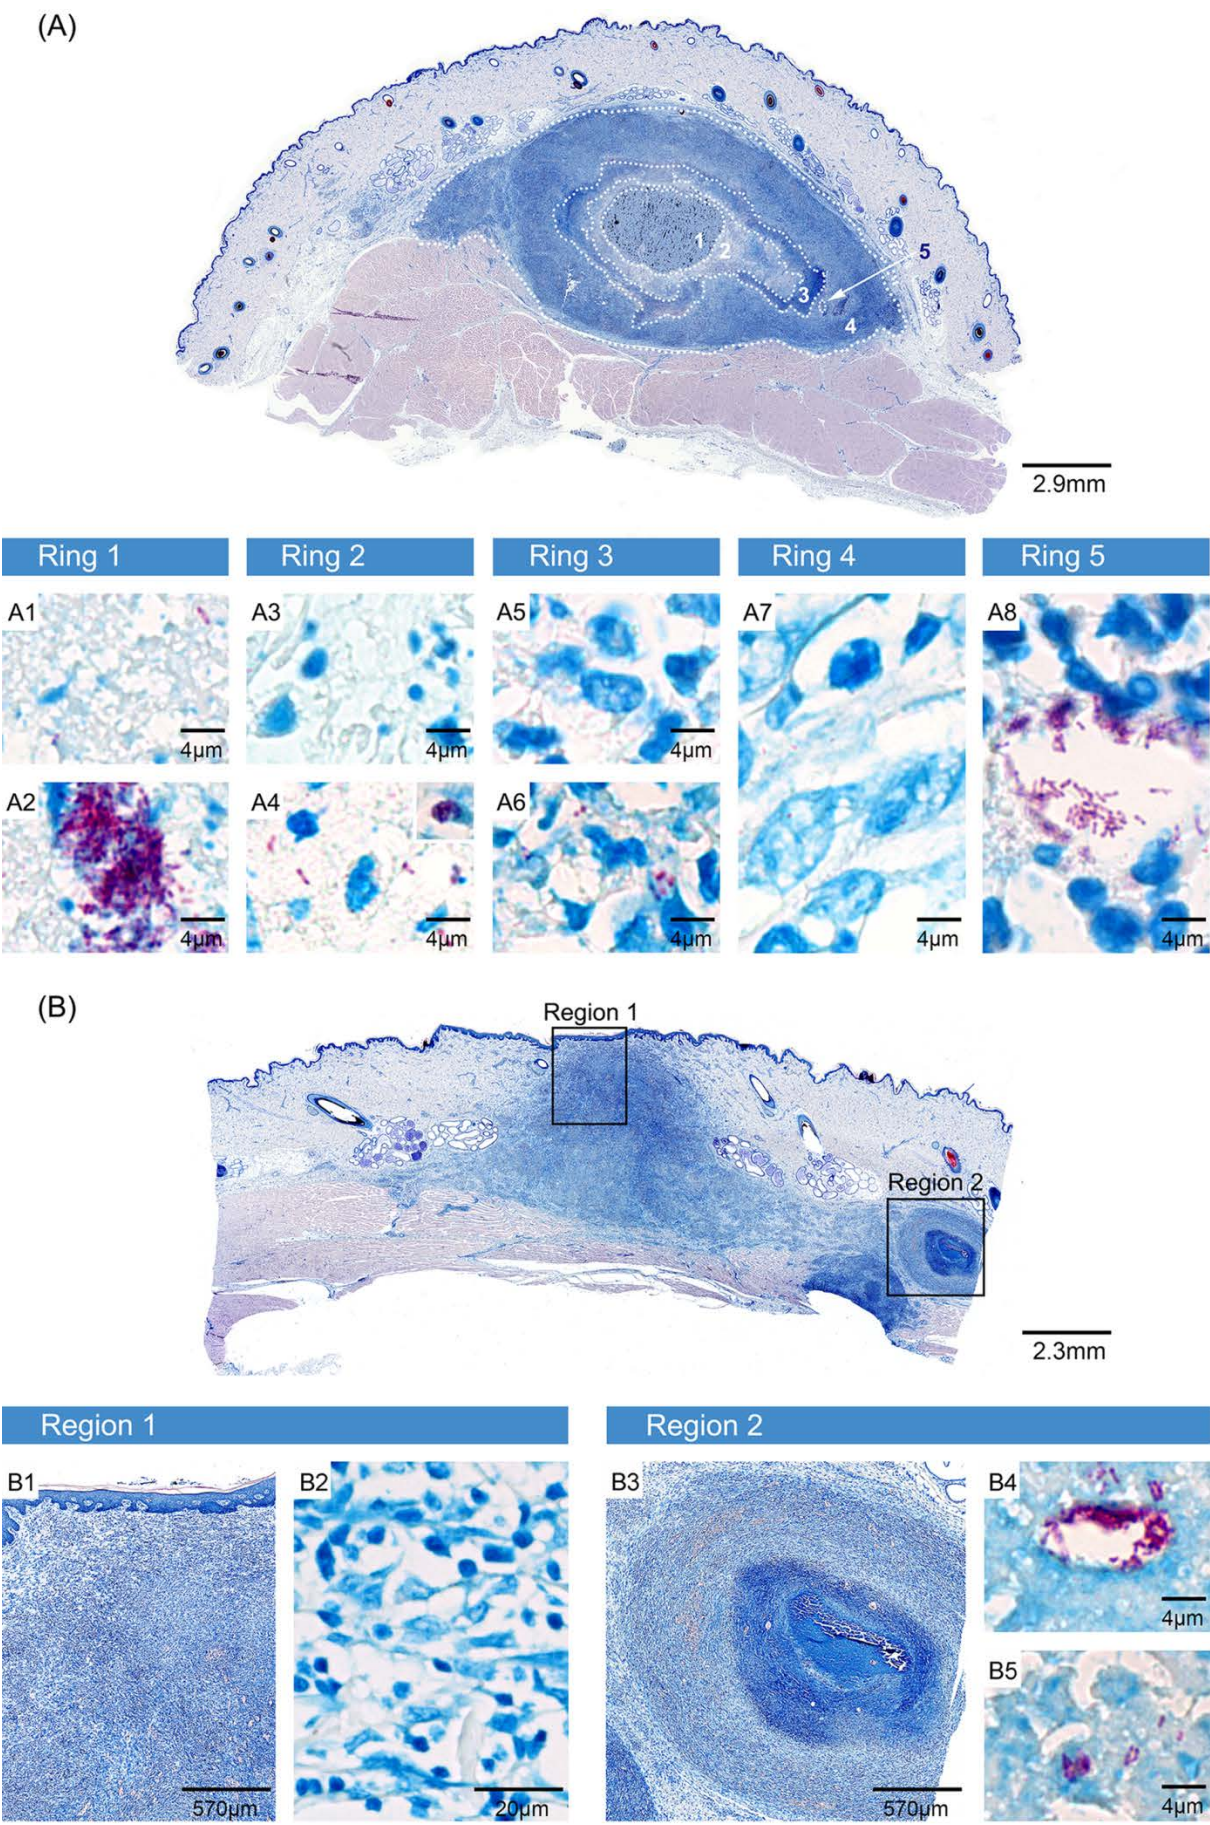 (A)
1
2
3
4
5
2.9mm
Ring 1
Ring 2
Ring 3
Ring 4
Ring 5
A1
4µm
A3
4µm
A5
4µm
A7
4µm
A8
4µm
A2
4µm
A4
4µm
A6
4µm
(B)
Region 1
Region 2
2.3mm
Region 1
Region 2
B1
570µm
B2
20µm
B3
570µm
B4
4µm
B5
4µm